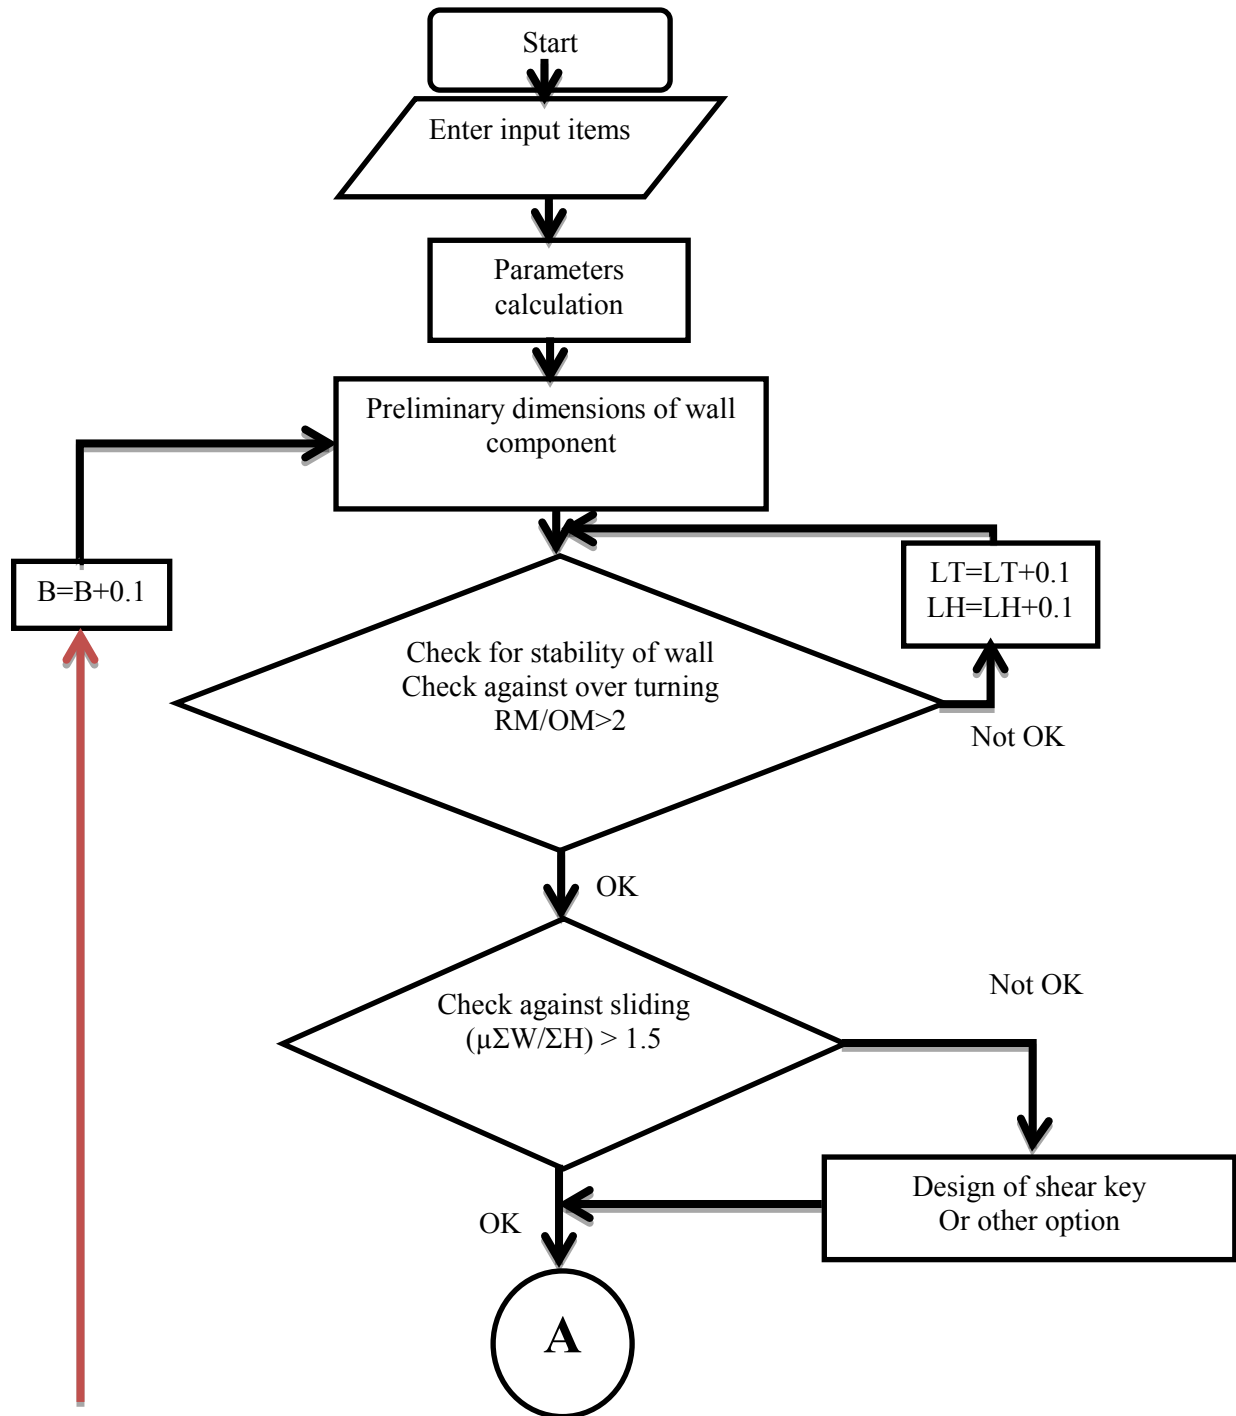 Start
Enter input items
Parameters
calculation
Preliminary dimensions of wall
component
B=B+0.1
LT=LT+0.1
LH=LH+0.1
Check for stability of wall
Check against over turning
RM/OM>2
Not OK
OK
Check against sliding
(μΣW/ΣH) > 1.5
Not OK
Design of shear key
Or other option
OK
A